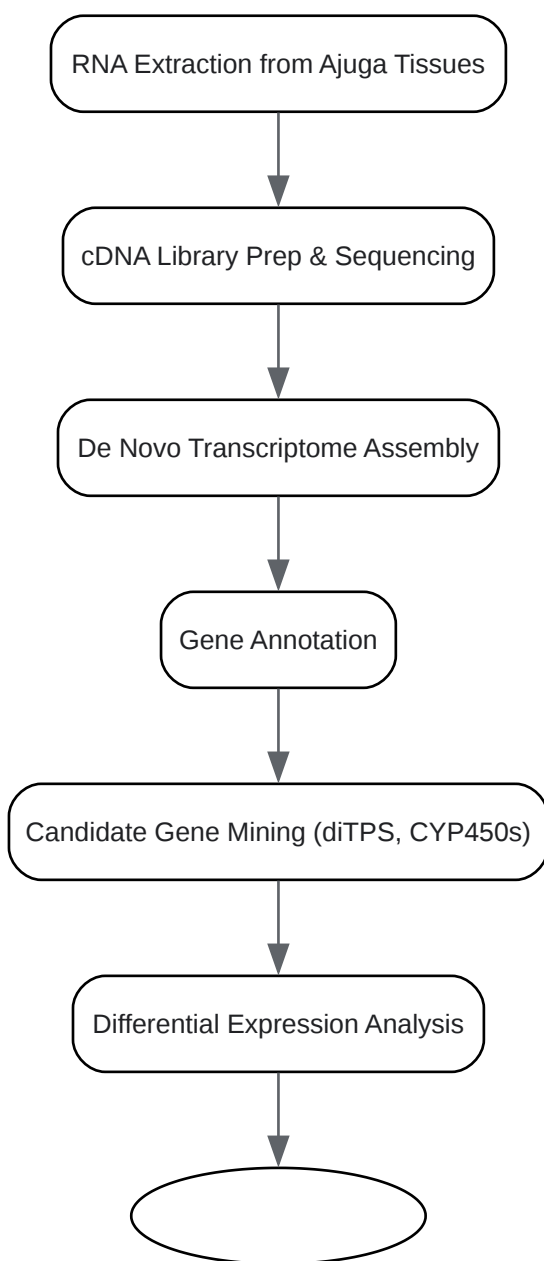 RNA Extraction from Ajuga Tissues
cDNA Library Prep & Sequencing
De Novo Transcriptome Assembly
Gene Annotation
Candidate Gene Mining (diTPS, CYP450s)
Differential Expression Analysis